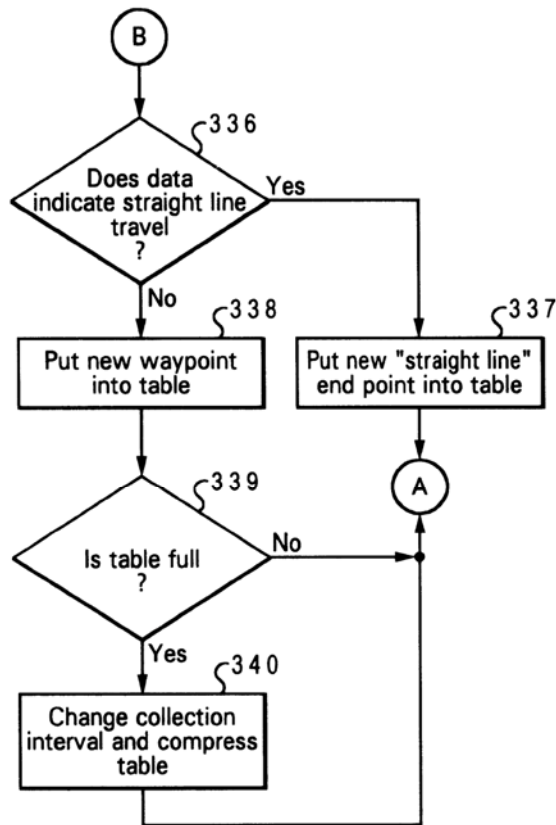 B
336
Does data
indicate straight line
travel
?
Yes
No
338
337
Put new waypoint
into table
Put new "straight line"
end point into table
A
339
Is table full
?
No
Yes
340
Change collection
interval and compress
table